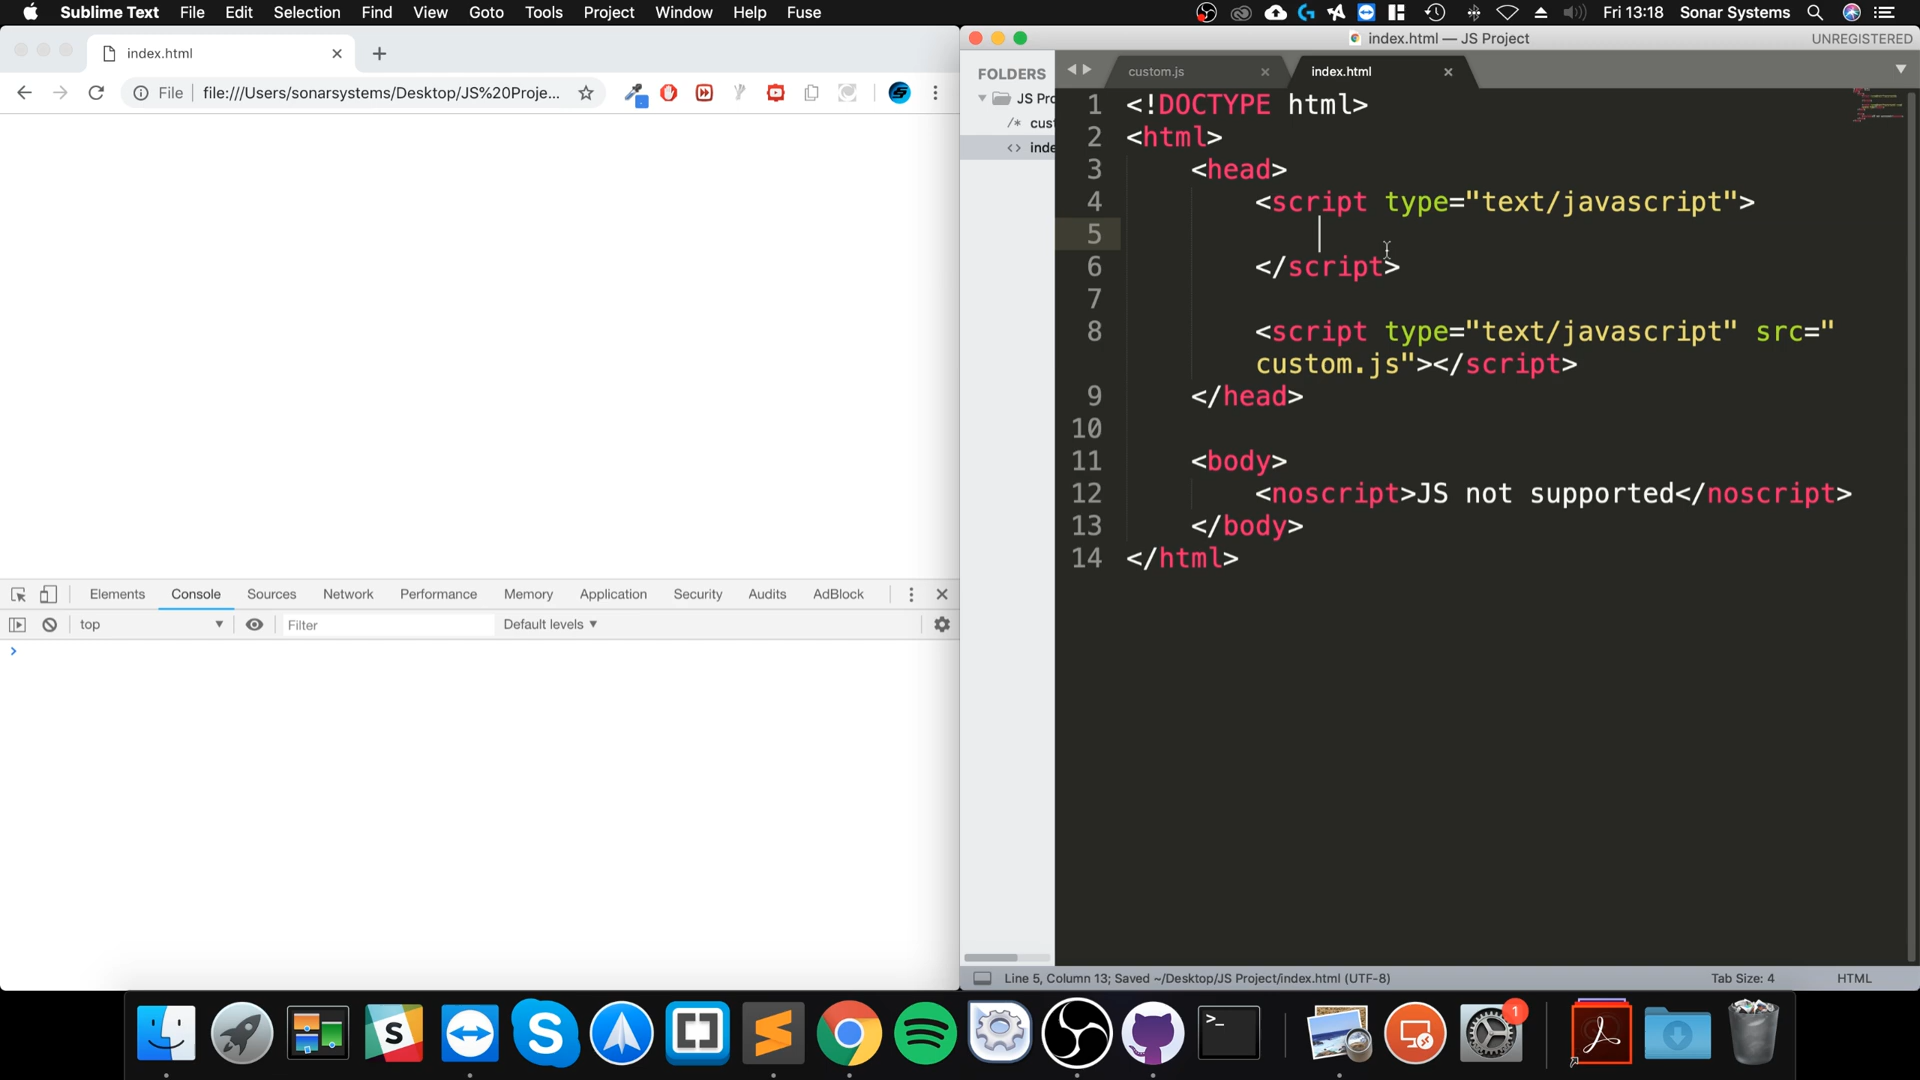 Sublime Text File Edit Selection Find View Goto Tools Project Window Help Fuse Fri 13:18 Sonar Systems
index.html
File file:///Users/sonarsystems/Desktop/JS%20Proje...
Elements Console Sources Network Performance Memory Application Security Audits AdBlock
top Filter Default levels ▼
>
index.html — JS Project UNREGISTERED
FOLDERS
JS Pro
/* cust
<> inde
custom.js index.html
1 <!DOCTYPE html>
2 <html>
3 <head>
4 <script type="text/javascript">
5
6 </script>
7
8 <script type="text/javascript" src="
custom.js"></script>
9 </head>
10
11 <body>
12 <noscript>JS not supported</noscript>
13 </body>
14 </html>
Line 5, Column 13; Saved ~/Desktop/JS Project/index.html (UTF-8) Tab Size: 4 HTML
S
S
>_
1